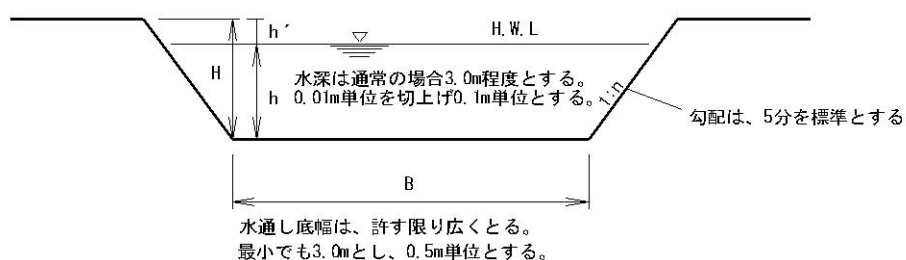 h′
H.W.L
H
h
水深は通常の場合3.0m程度とする。
0.01m単位を切上げ0.1m単位とする。
1:n
勾配は、5分を標準とする
B
水通し底幅は、許す限り広くとる。
最小でも3.0mとし、0.5m単位とする。